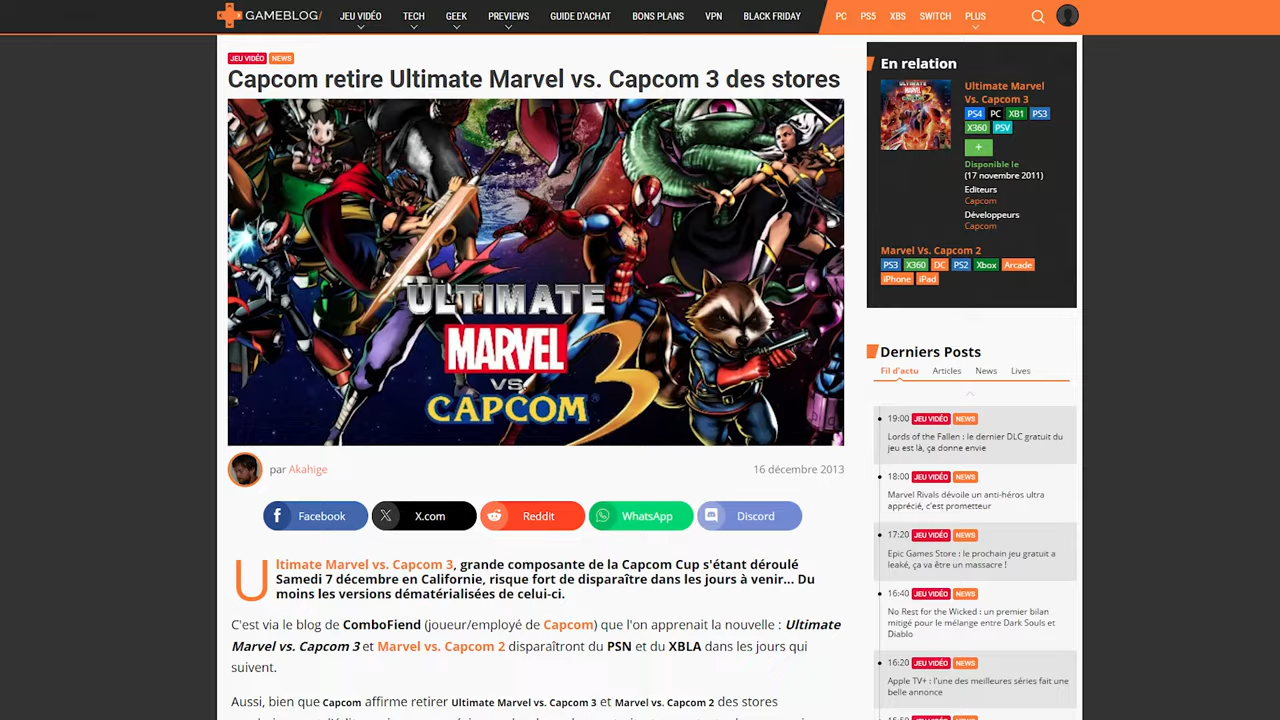 GAMEBLOG/ JEU VIDÉO TECH GEEK PREVIEWS GUIDE D'ACHAT BONS PLANS VPN BLACK FRIDAY PC PS5 XBS SWITCH PLUS
JEU VIDÉO NEWS
Capcom retire Ultimate Marvel vs. Capcom 3 des stores
ULTIMATE
MARVEL
VS.
CAPCOM 3
par Akahige
16 décembre 2013
Facebook X.com Reddit WhatsApp Discord
Ultimate Marvel vs. Capcom 3, grande composante de la Capcom Cup s'étant déroulé
Samedi 7 décembre en Californie, risque fort de disparaître dans les jours à venir... Du
moins les versions dématérialisées de celui-ci.
C'est via le blog de ComboFiend (joueur/employé de Capcom) que l'on apprenait la nouvelle : Ultimate
Marvel vs. Capcom 3 et Marvel vs. Capcom 2 disparaîtront du PSN et du XBLA dans les jours qui
suivent.
Aussi, bien que Capcom affirme retirer Ultimate Marvel vs. Capcom 3 et Marvel vs. Capcom 2 des stores
En relation
ULTIMATE
MARVEL
Ultimate Marvel
Vs. Capcom 3
PS4 PC XB1 PS3
X360 PSV
+
Disponible le
(17 novembre 2011)
Editeurs
Capcom
Développeurs
Capcom
Marvel Vs. Capcom 2
PS3 X360 DC PS2 Xbox Arcade
iPhone iPad
Derniers Posts
Fil d'actu Articles News Lives
19:00 JEU VIDÉO NEWS
Lords of the Fallen : le dernier DLC gratuit du
jeu est là, ça donne envie
18:00 JEU VIDÉO NEWS
Marvel Rivals dévoile un anti-héros ultra
apprécié, c'est prometteur
17:20 JEU VIDÉO NEWS
Epic Games Store : le prochain jeu gratuit a
leaké, ça va être un massacre !
16:40 JEU VIDÉO NEWS
No Rest for the Wicked : un premier bilan
mitigé pour le mélange entre Dark Souls et
Diablo
16:20 JEU VIDÉO NEWS
Apple TV+ : l'une des meilleures séries fait une
belle annonce